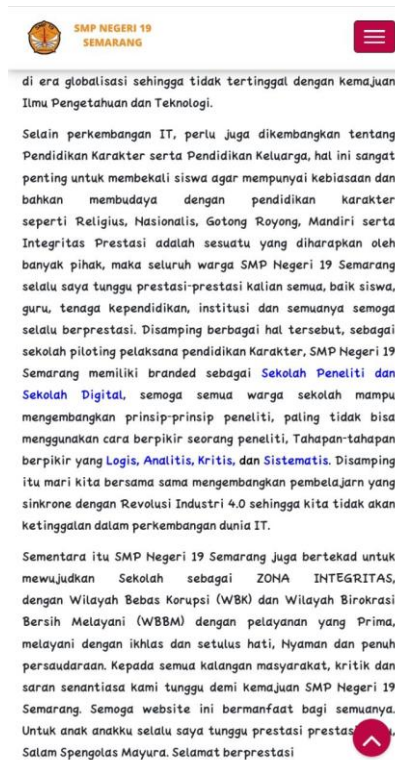 SMP NEGERI 19
SEMARANG
di era globalisasi sehingga tidak tertinggal dengan kemajuan
Ilmu Pengetahuan dan Teknologi.
Selain perkembangan IT, perlu juga dikembangkan tentang
Pendidikan Karakter serta Pendidikan Keluarga, hal ini sangat
penting untuk membekali siswa agar mempunyai kebiasaan dan
bahkan membudaya dengan pendidikan karakter
seperti Religius, Nasionalis, Gotong Royong, Mandiri serta
Integritas Prestasi adalah sesuatu yang diharapkan oleh
banyak pihak, maka seluruh warga SMP Negeri 19 Semarang
selalu saya tunggu prestasi-prestasi kalian semua, baik siswa,
guru, tenaga kependidikan, institusi dan semuanya semoga
selalu berprestasi. Disamping berbagai hal tersebut, sebagai
sekolah piloting pelaksana pendidikan Karakter, SMP Negeri 19
Semarang memiliki branded sebagai Sekolah Peneliti dan
Sekolah Digital, semoga semua warga sekolah mampu
mengembangkan prinsip-prinsip peneliti, paling tidak bisa
menggunakan cara berpikir seorang peneliti, Tahapan-tahapan
berpikir yang Logis, Analitis, Kritis, dan Sistematis. Disamping
itu mari kita bersama sama mengembangkan pembelajarn yang
sinkrone dengan Revolusi Industri 4.0 sehingga kita tidak akan
ketinggalan dalam perkembangan dunia IT.
Sementara itu SMP Negeri 19 Semarang juga bertekad untuk
mewujudkan Sekolah sebagai ZONA INTEGRITAS,
dengan Wilayah Bebas Korupsi (WBK) dan Wilayah Birokrasi
Bersih Melayani (WBBM) dengan pelayanan yang Prima,
melayani dengan ikhlas dan setulus hati, Nyaman dan penuh
persaudaraan. Kepada semua kalangan masyarakat, kritik dan
saran senantiasa kami tunggu demi kemajuan SMP Negeri 19
Semarang. Semoga website ini bermanfaat bagi semuanya.
Untuk anak anakku selalu saya tunggu prestasi
Salam Spengolas Mayura. Selamat berprestasi